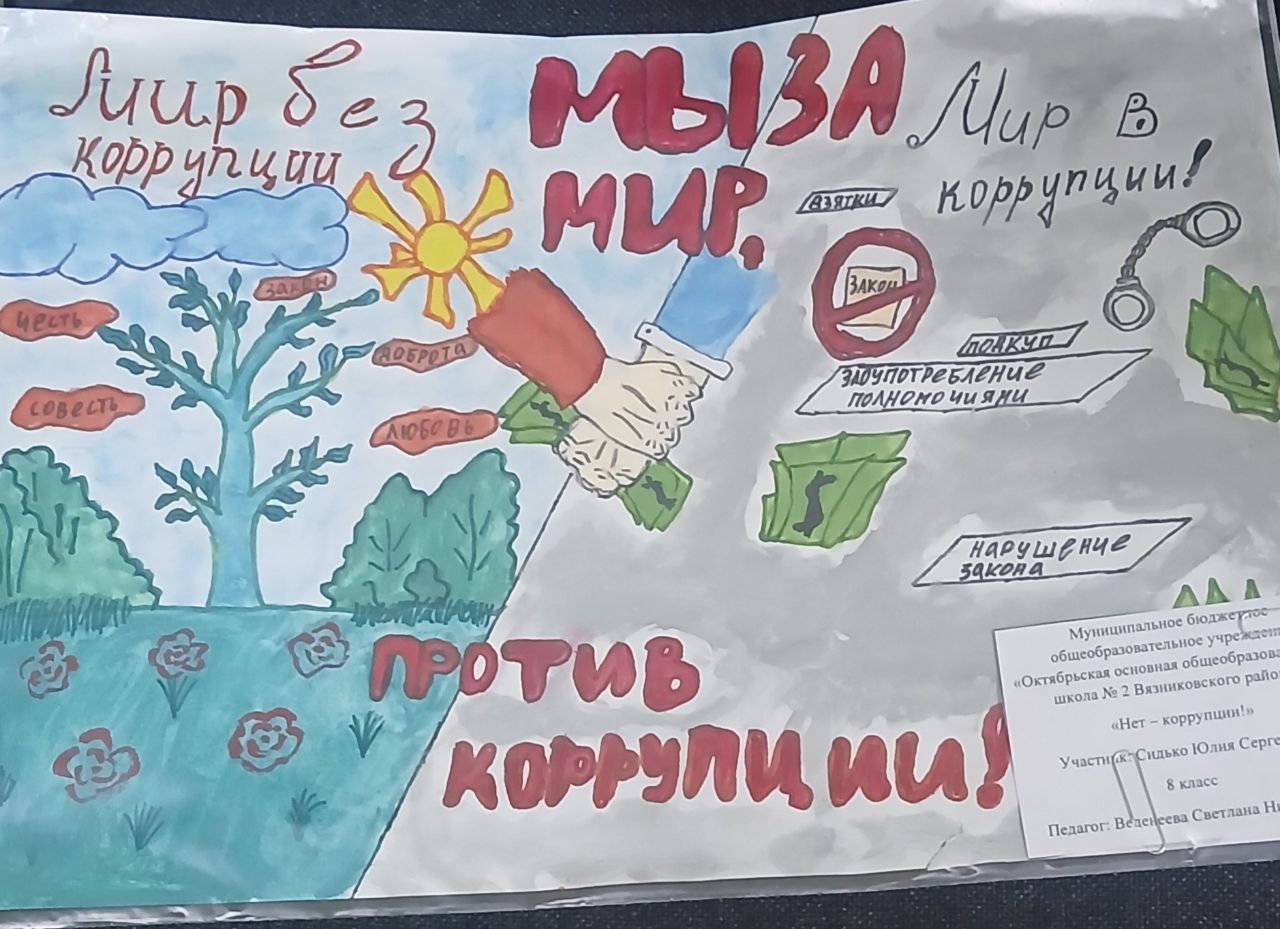 Мир без
коррупции
МЫ ЗА
МИР,
Мир в
коррупции!
ВЗЯТКИ
ЗАКОН
ЗАКОН
ЧЕСТЬ
ДОБРОТА
СОВЕСТЬ
ЛЮБОВЬ
ПОДКУП
ЗЛОУПОТРЕБЛЕНИЕ
ПОЛНОМОЧИЯМИ
НАРУШЕНИЕ
ЗАКОНА
ПРОТИВ
КОРРУПЦИИ!
Муниципальное бюджетное
общеобразовательное учрежден
«Октябрьская основная общеобразова
школа № 2 Вязниковского райо
«Нет – коррупции!»
Участник: Сидько Юлия Серге
8 класс
Педагог: Веденеева Светлана Ни